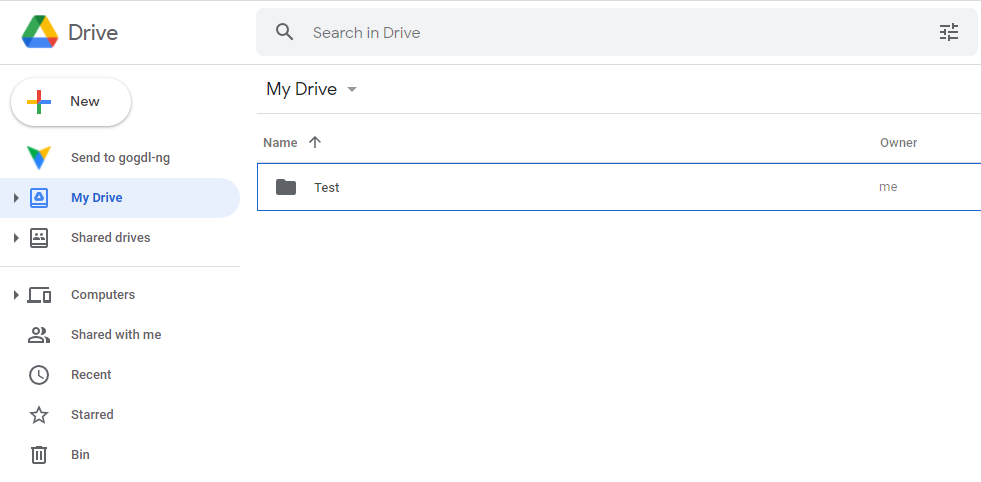 Drive
Search in Drive
New
Send to gogdl-ng
My Drive
Shared drives
Computers
Shared with me
Recent
Starred
Bin
My Drive
Name Owner
Test me